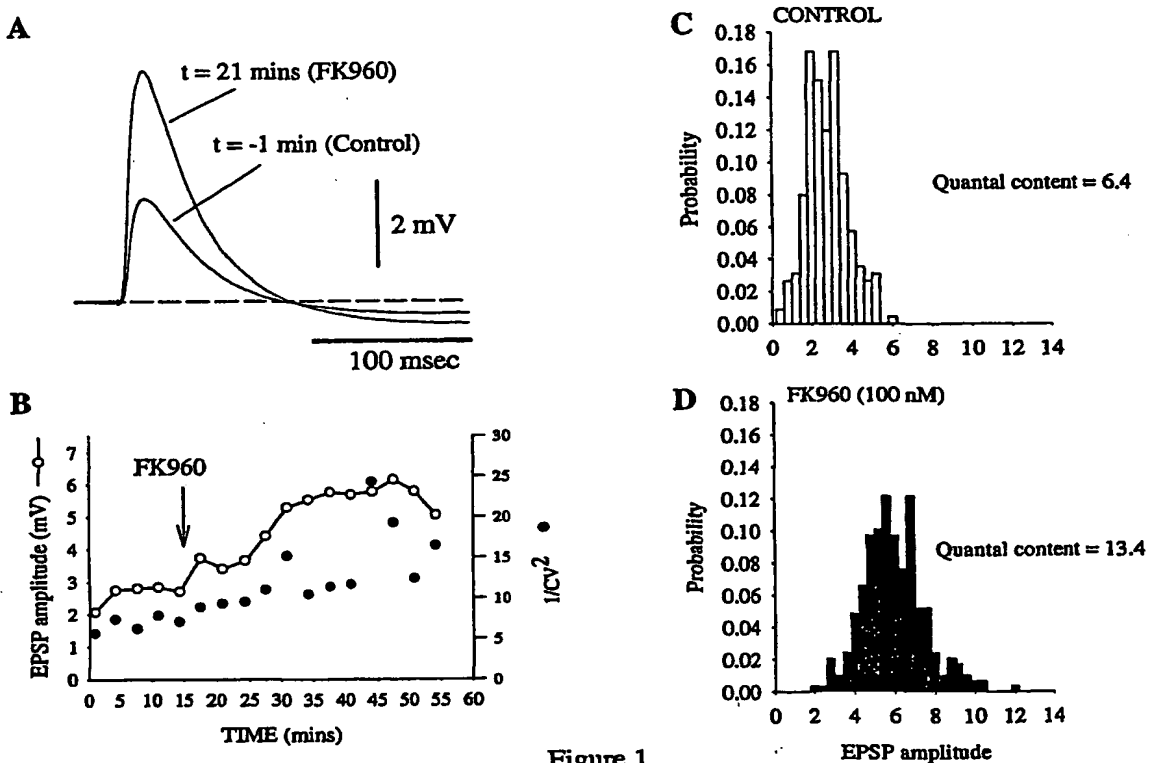 A
t = 21 mins (FK960)
t = -1 min (Control)
2 mV
100 msec
B
EPSP amplitude (mV)
7
6
5
4
3
2
1
0
FK960
30
25
20
15
10
5
0
1/CV2
0 5 10 15 20 25 30 35 40 45 50 55 60
TIME (mins)
C
CONTROL
Probability
0.18
0.16
0.14
0.12
0.10
0.08
0.06
0.04
0.02
0.00
Quantal content = 6.4
0 2 4 6 8 10 12 14
D
FK960 (100 nM)
Probability
0.18
0.16
0.14
0.12
0.10
0.08
0.06
0.04
0.02
0.00
Quantal content = 13.4
0 2 4 6 8 10 12 14
EPSP amplitude
Figure 1